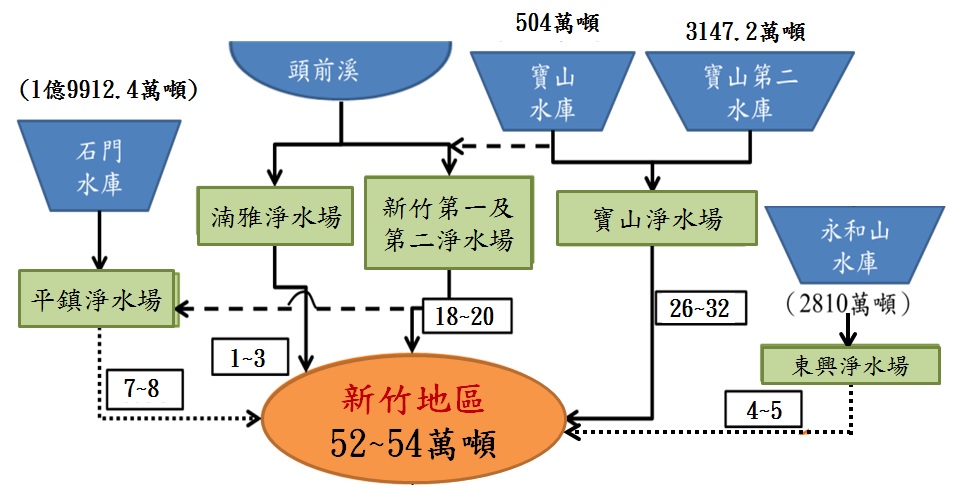 504萬噸
3147.2萬噸
頭前溪
寶山
水庫
寶山第二
水庫
(1億9912.4萬噸)
石門
水庫
湳雅淨水場
新竹第一及
第二淨水場
寶山淨水場
永和山
水庫
(2810萬噸)
平鎮淨水場
18~20
26~32
1~3
東興淨水場
7~8
4~5
新竹地區
52~54萬噸